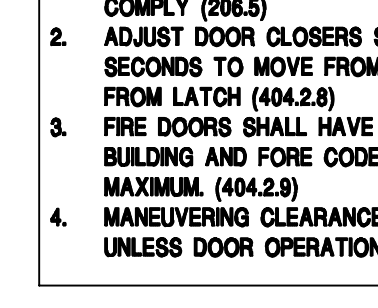 COMPLY (206.5)
2. ADJUST DOOR CLOSERS S
SECONDS TO MOVE FROM
FROM LATCH (404.2.8)
3. FIRE DOORS SHALL HAVE
BUILDING AND FORE CODE
MAXIMUM. (404.2.9)
4. MANEUVERING CLEARANCE
UNLESS DOOR OPERATION